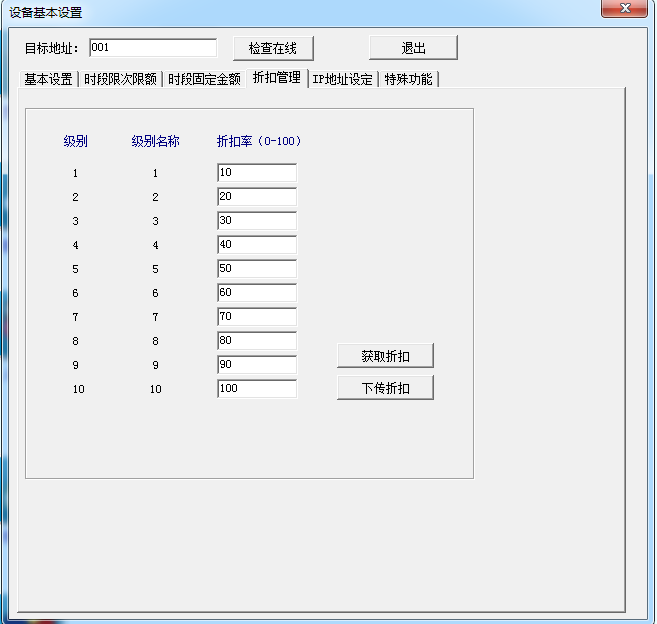 设备基本设置
目标地址： 001 检查在线 退出
基本设置 时段限次限额 时段固定金额 折扣管理 IP地址设定 特殊功能
级别 级别名称 折扣率（0-100）
1 1 10
2 2 20
3 3 30
4 4 40
5 5 50
6 6 60
7 7 70
8 8 80
获取折扣
9 9 90
10 10 100
下传折扣